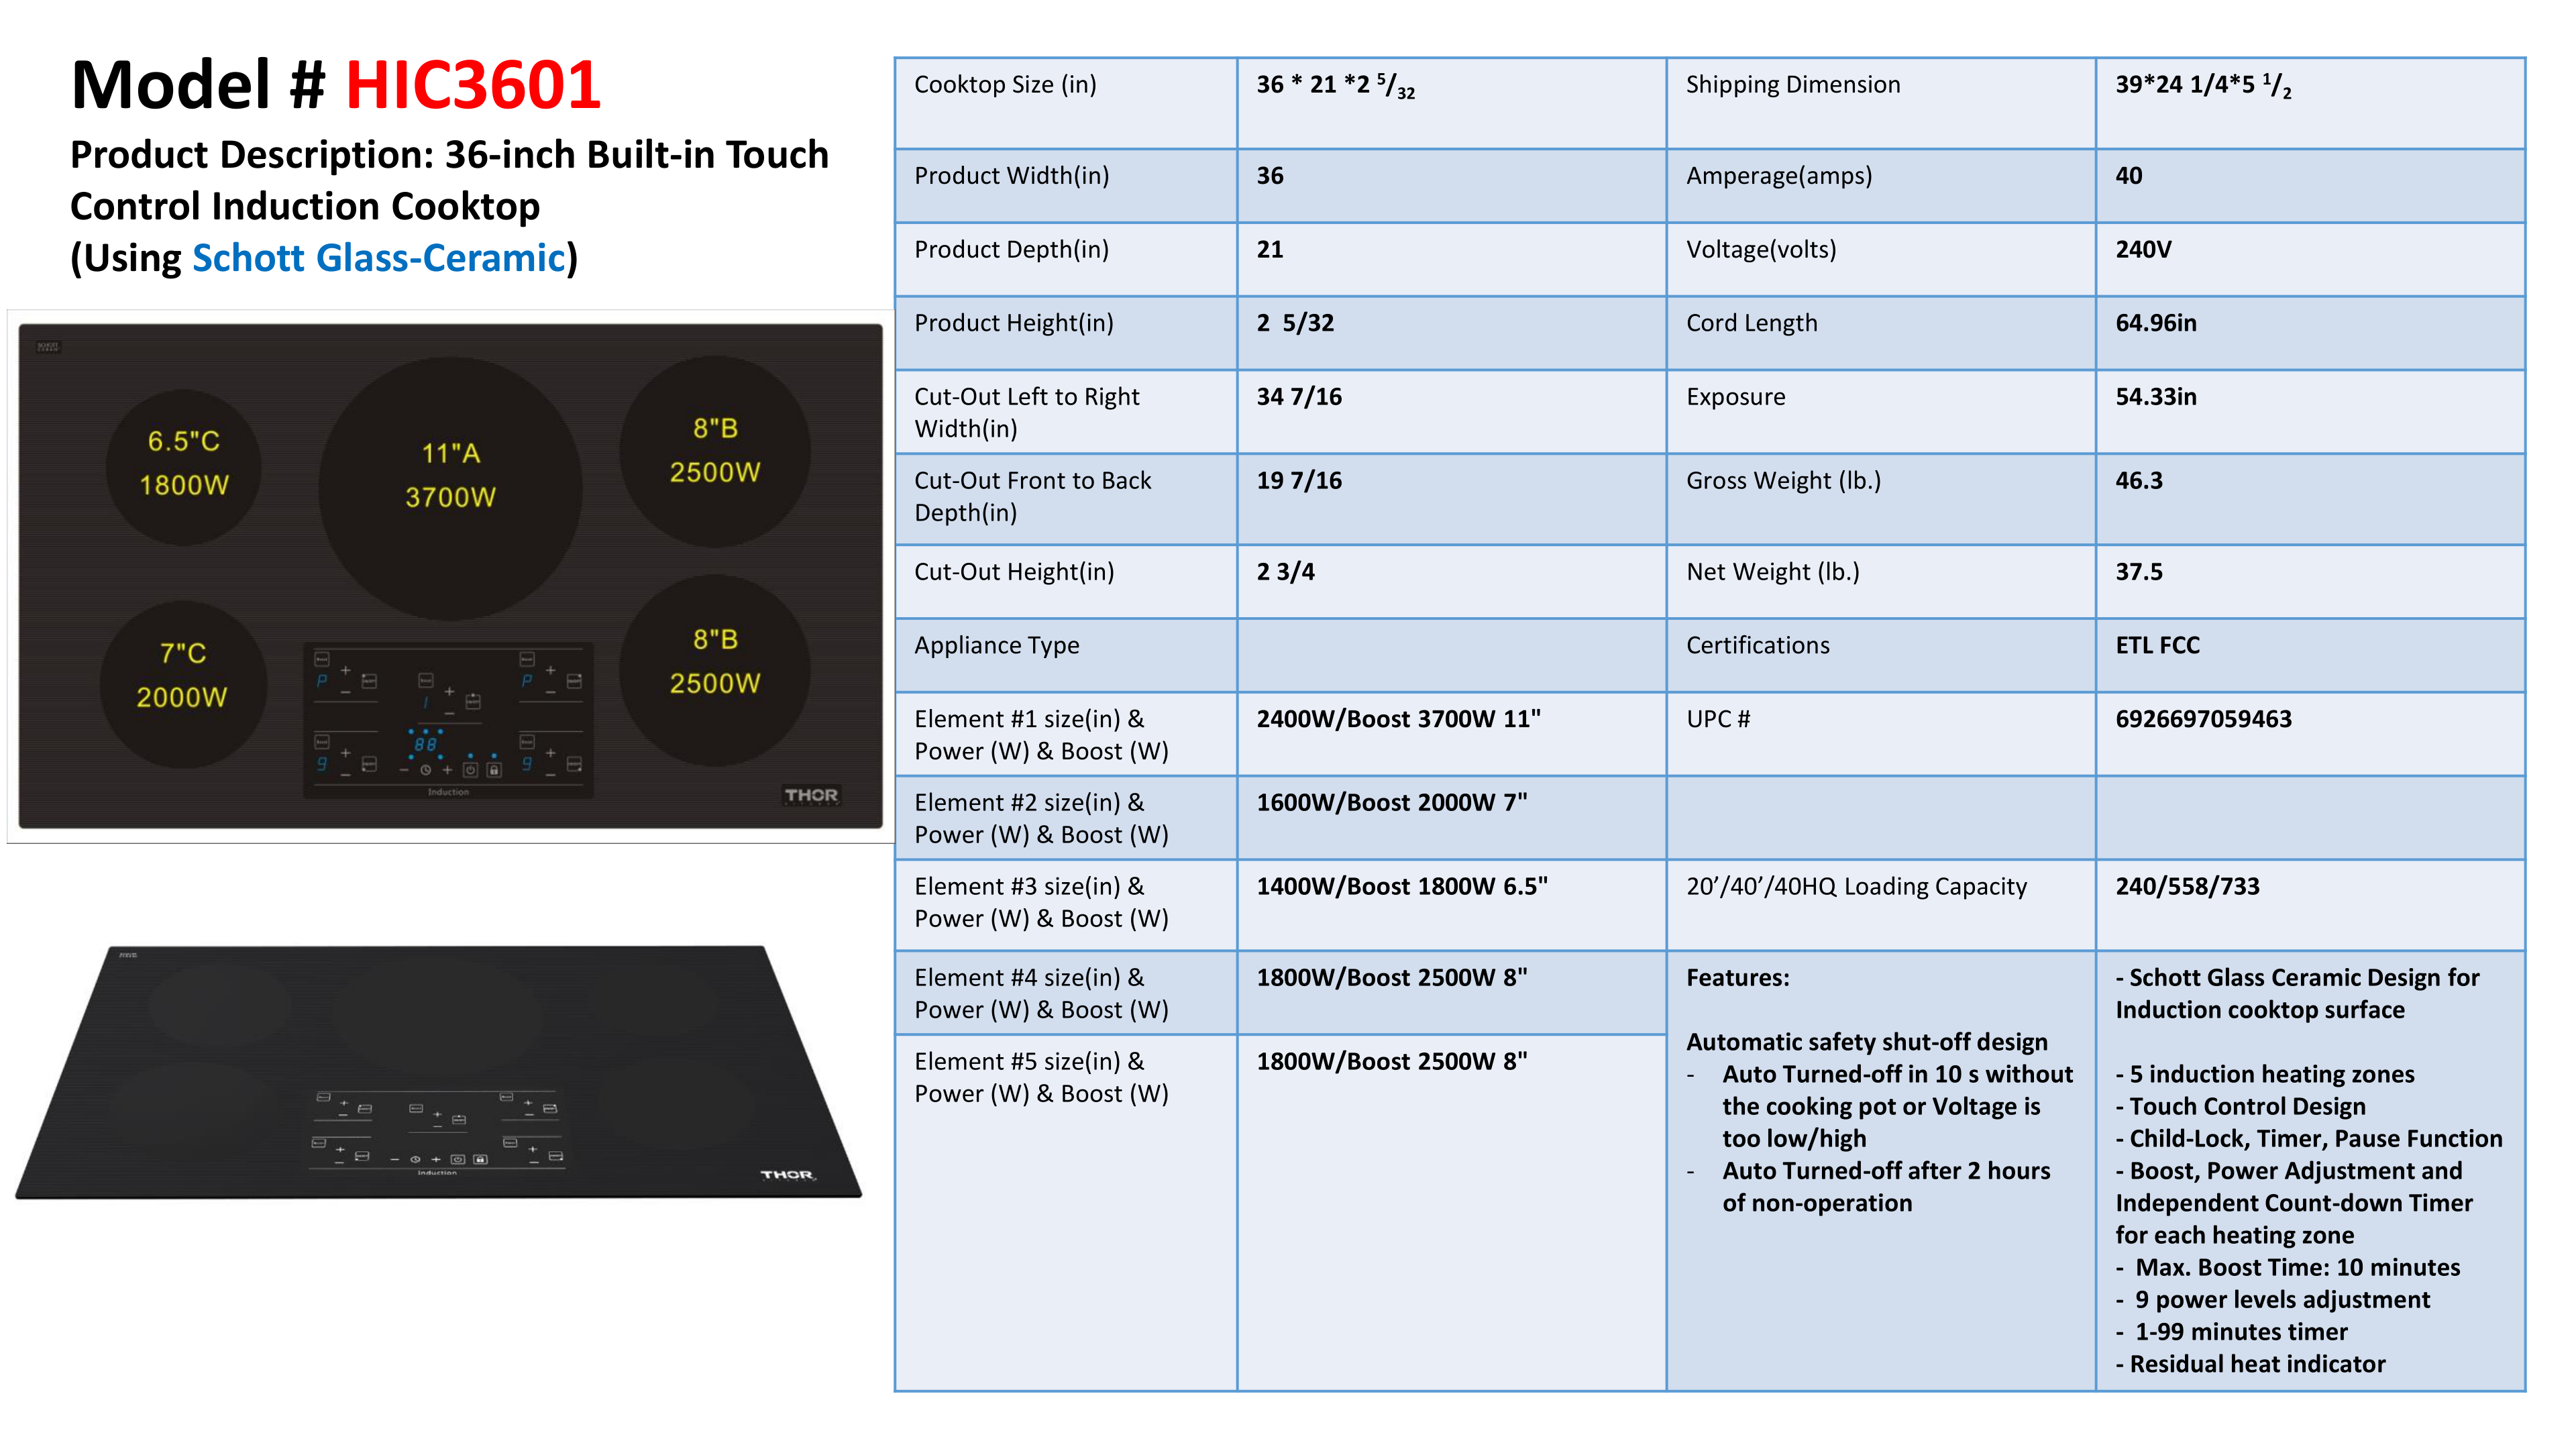 Model # HIC3601
Product Description: 36-inch Built-in Touch
Control Induction Cooktop
(Using Schott Glass-Ceramic)
SCHOTT
6.5"C
1800W
11"A
3700W
8"B
2500W
7"C
2000W
8"B
2500W
P
P
1
88
9
9
Induction
THOR
Induction
THOR
Cooktop Size (in)
36 * 21 *2 5/32
Shipping Dimension
39*24 1/4*5 1/2
Product Width(in)
36
Amperage(amps)
40
Product Depth(in)
21
Voltage(volts)
240V
Product Height(in)
2  5/32
Cord Length
64.96in
Cut-Out Left to Right
Width(in)
34 7/16
Exposure
54.33in
Cut-Out Front to Back
Depth(in)
19 7/16
Gross Weight (lb.)
46.3
Cut-Out Height(in)
2 3/4
Net Weight (lb.)
37.5
Appliance Type
Certifications
ETL FCC
Element #1 size(in) &
Power (W) & Boost (W)
2400W/Boost 3700W 11"
UPC #
6926697059463
Element #2 size(in) &
Power (W) & Boost (W)
1600W/Boost 2000W 7"
Element #3 size(in) &
Power (W) & Boost (W)
1400W/Boost 1800W 6.5"
20’/40’/40HQ Loading Capacity
240/558/733
Element #4 size(in) &
Power (W) & Boost (W)
1800W/Boost 2500W 8"
Element #5 size(in) &
Power (W) & Boost (W)
1800W/Boost 2500W 8"
Features:
Automatic safety shut-off design
- Auto Turned-off in 10 s without
the cooking pot or Voltage is
too low/high
- Auto Turned-off after 2 hours
of non-operation
- Schott Glass Ceramic Design for
Induction cooktop surface
- 5 induction heating zones
- Touch Control Design
- Child-Lock, Timer, Pause Function
- Boost, Power Adjustment and
Independent Count-down Timer
for each heating zone
-  Max. Boost Time: 10 minutes
-  9 power levels adjustment
-  1-99 minutes timer
- Residual heat indicator